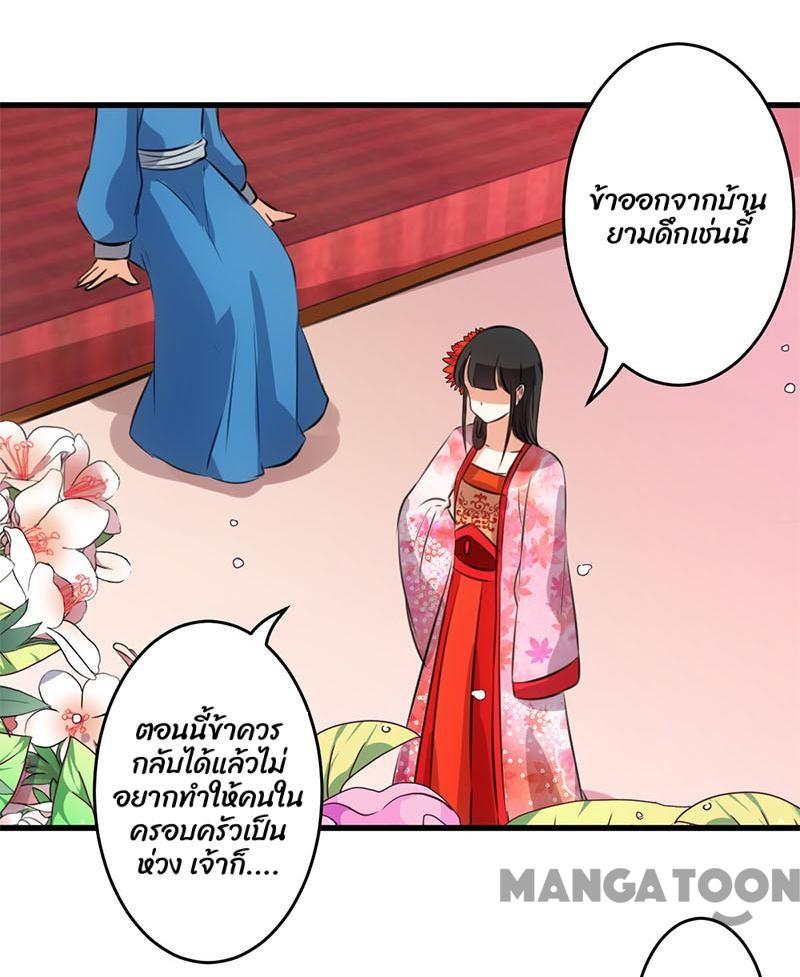 ข้าออกจากบ้าน
ยามดึกเช่นนี้
ตอนนี้ข้าควร
กลับได้แล้วไม่
อยากทำให้คนใน
ครอบครัวเป็น
ห่วง เจ้าก็....
MANGATOON